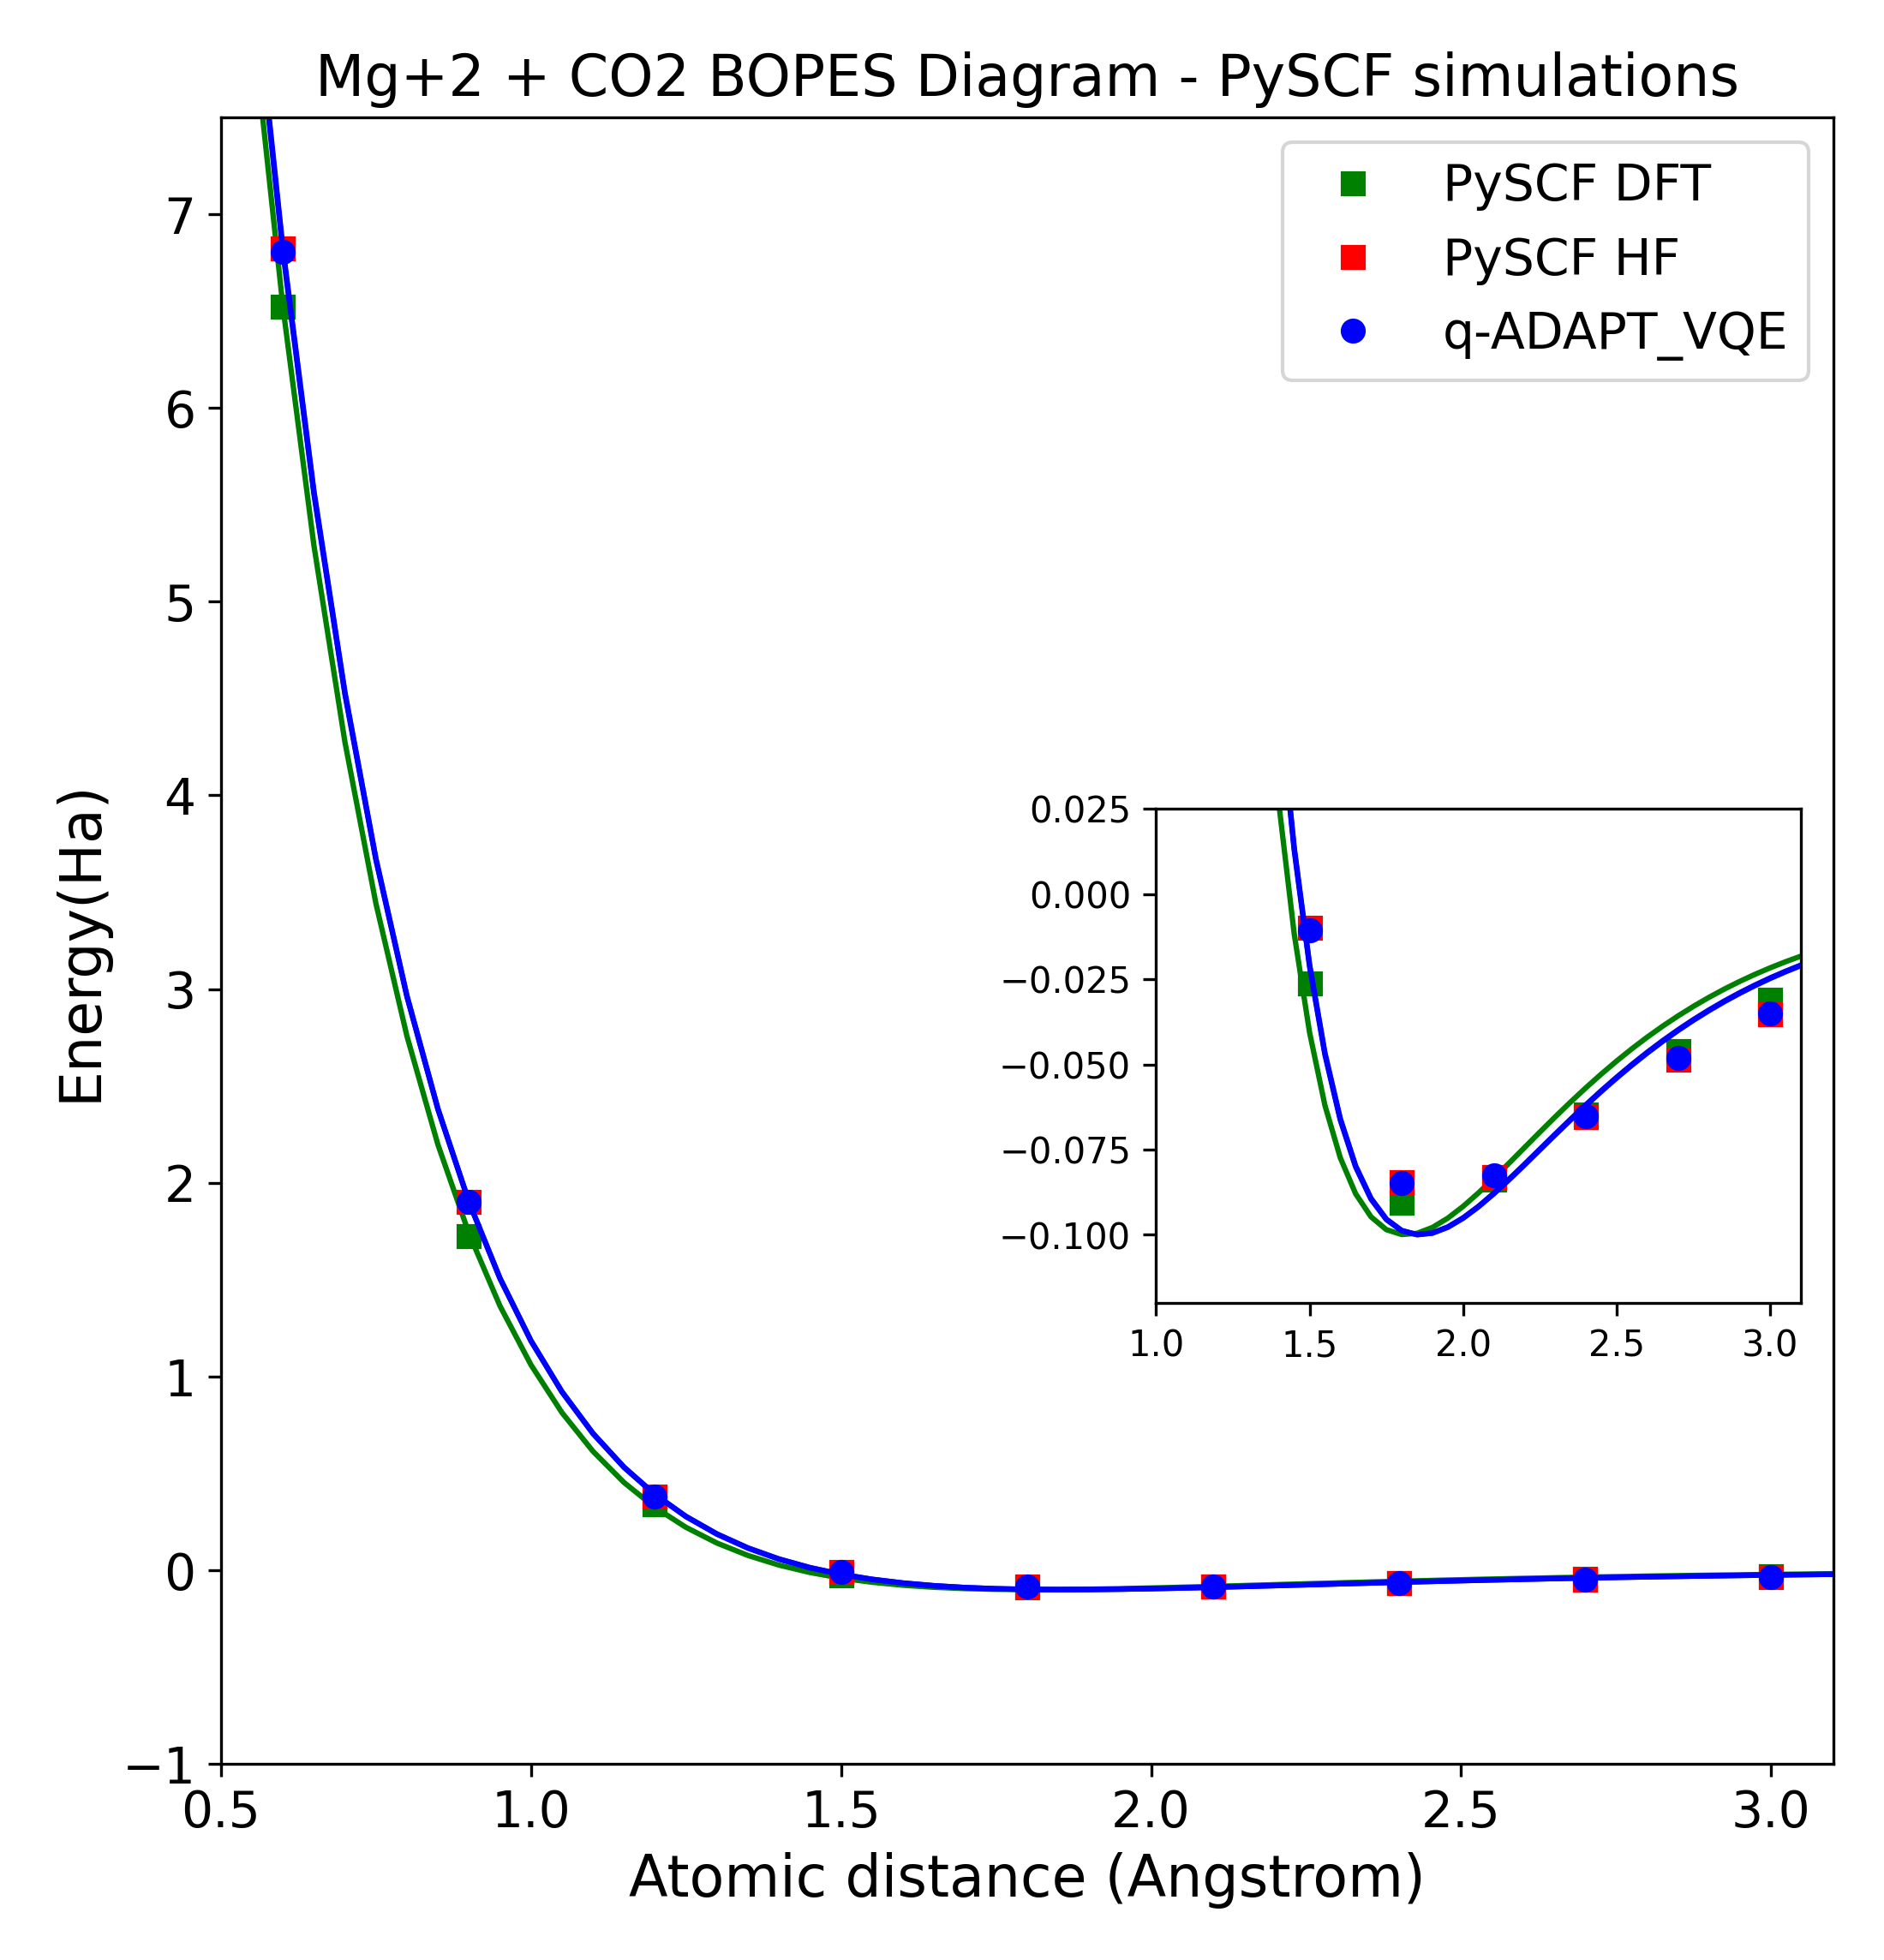 Mg+2 + CO2 BOPES Diagram - PySCF simulations
PySCF DFT
PySCF HF
q-ADAPT_VQE
Energy(Ha)
7
6
5
4
3
2
1
0
−1
0.025
0.000
−0.025
−0.050
−0.075
−0.100
1.0 1.5 2.0 2.5 3.0
0.5 1.0 1.5 2.0 2.5 3.0
Atomic distance (Angstrom)